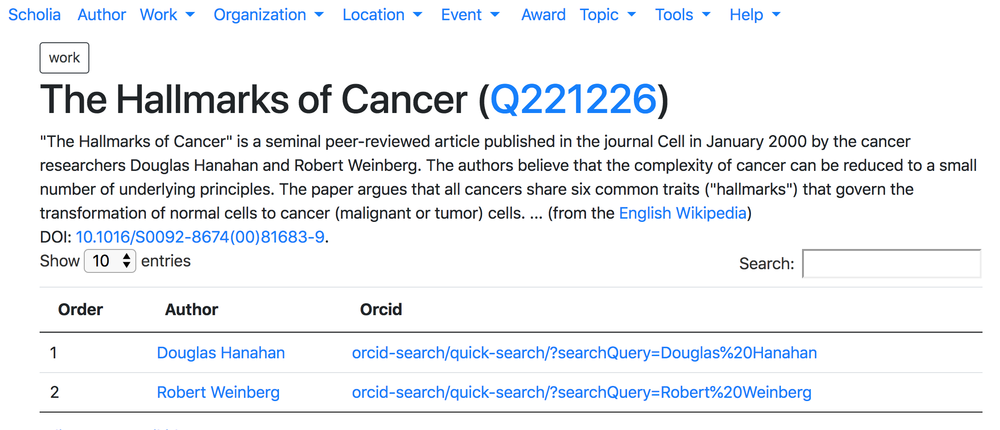 Scholia Author Work Organization Location Event Award Topic Tools Help
work
The Hallmarks of Cancer (Q221226)
"The Hallmarks of Cancer" is a seminal peer-reviewed article published in the journal Cell in January 2000 by the cancer
researchers Douglas Hanahan and Robert Weinberg. The authors believe that the complexity of cancer can be reduced to a small
number of underlying principles. The paper argues that all cancers share six common traits ("hallmarks") that govern the
transformation of normal cells to cancer (malignant or tumor) cells. ... (from the English Wikipedia)
DOI: 10.1016/S0092-8674(00)81683-9.
Show 10 entries Search:
Order Author Orcid
1 Douglas Hanahan orcid-search/quick-search/?searchQuery=Douglas%20Hanahan
2 Robert Weinberg orcid-search/quick-search/?searchQuery=Robert%20Weinberg